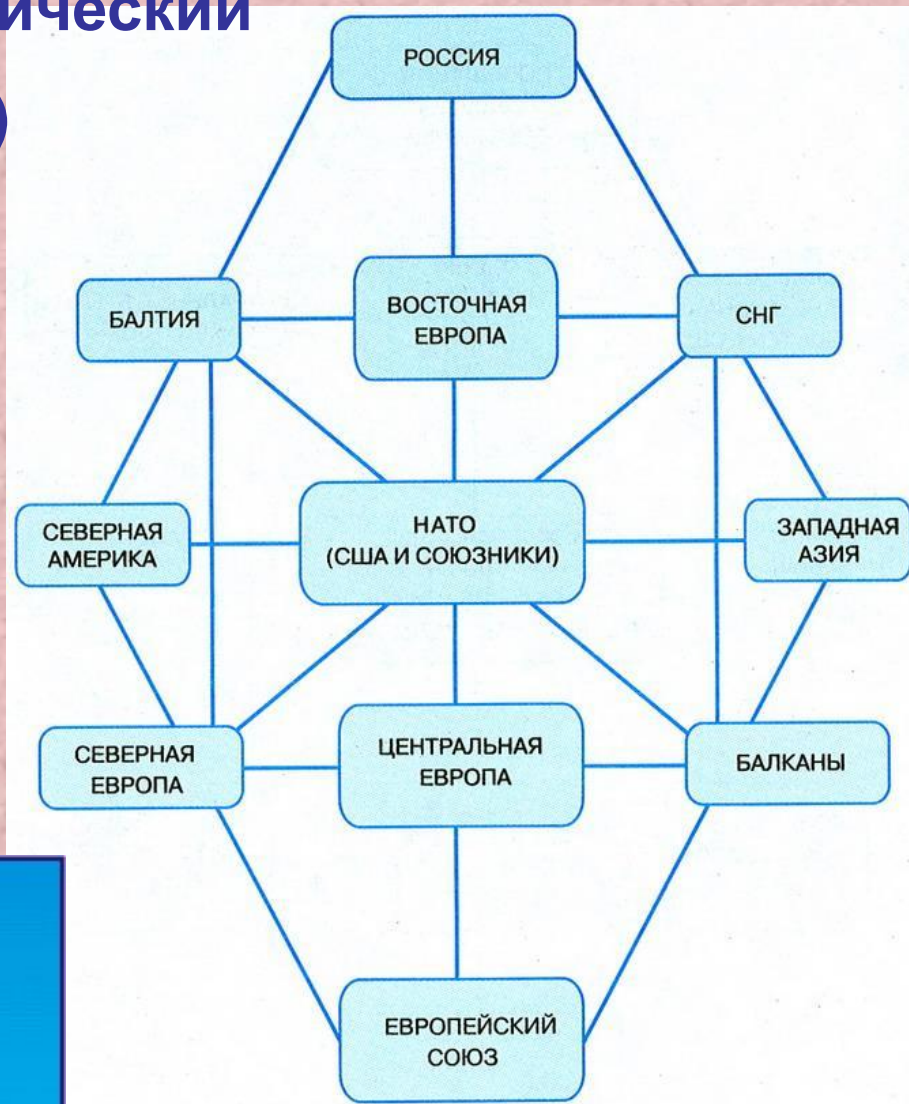 РОССИЯ
БАЛТИЯ
ВОСТОЧНАЯ
ЕВРОПА
СНГ
СЕВЕРНАЯ
АМЕРИКА
НАТО
(США И СОЮЗНИКИ)
ЗАПАДНАЯ
АЗИЯ
СЕВЕРНАЯ
ЕВРОПА
ЦЕНТРАЛЬНАЯ
ЕВРОПА
БАЛКАНЫ
ЕВРОПЕЙСКИЙ
СОЮЗ